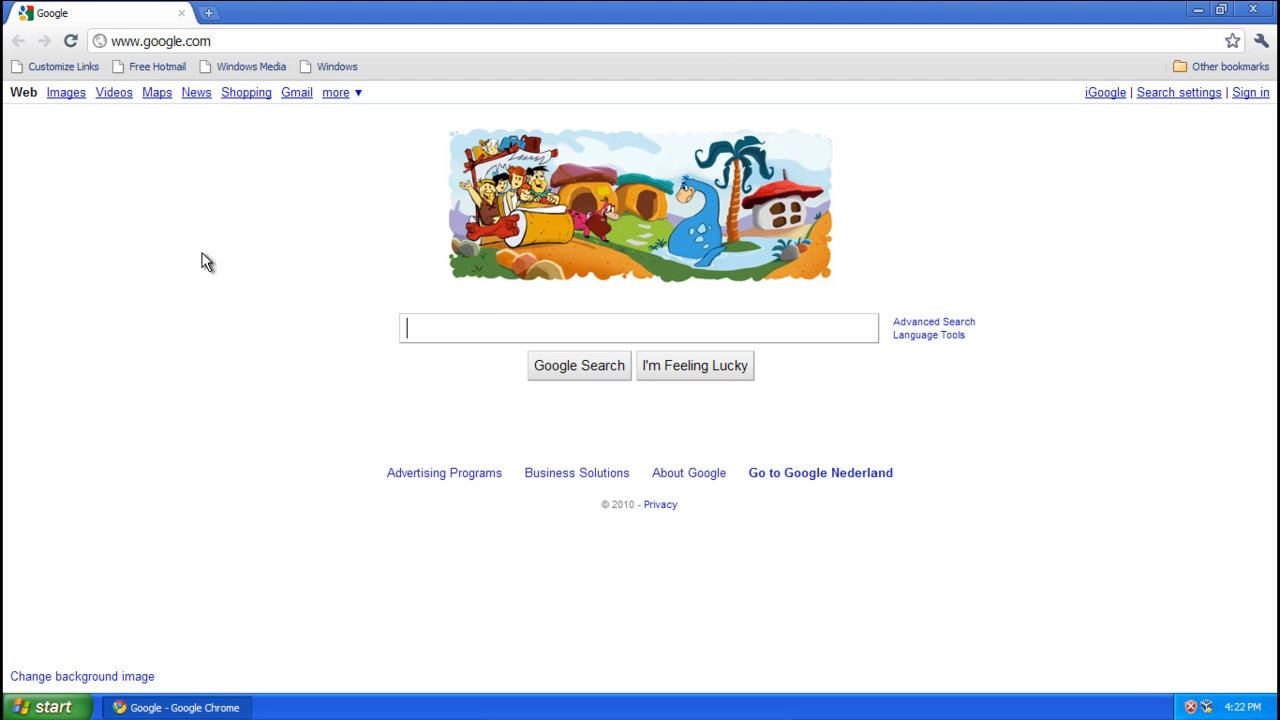 Google
www.google.com
Customize Links Free Hotmail Windows Media Windows Other bookmarks
Web Images Videos Maps News Shopping Gmail more ▼ iGoogle | Search settings | Sign in
Advanced Search
Language Tools
Google Search I'm Feeling Lucky
Advertising Programs Business Solutions About Google Go to Google Nederland
© 2010 - Privacy
Change background image
start Google - Google Chrome 4:22 PM